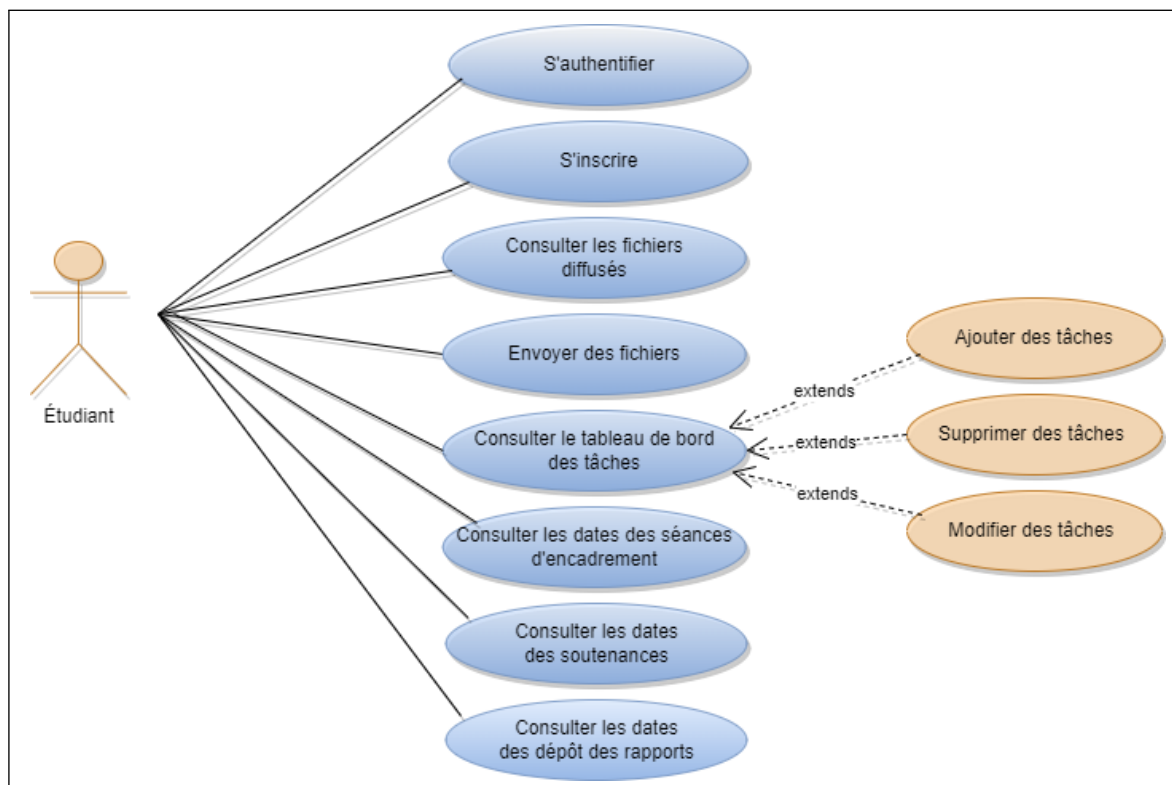 S'authentifier
S'inscrire
Consulter les fichiers
diffusés
Envoyer des fichiers
Consulter le tableau de bord
des tâches
Consulter les dates des séances
d'encadrement
Consulter les dates
des soutenances
Consulter les dates
des dépôt des rapports
Étudiant
extends
extends
extends
Ajouter des tâches
Supprimer des tâches
Modifier des tâches